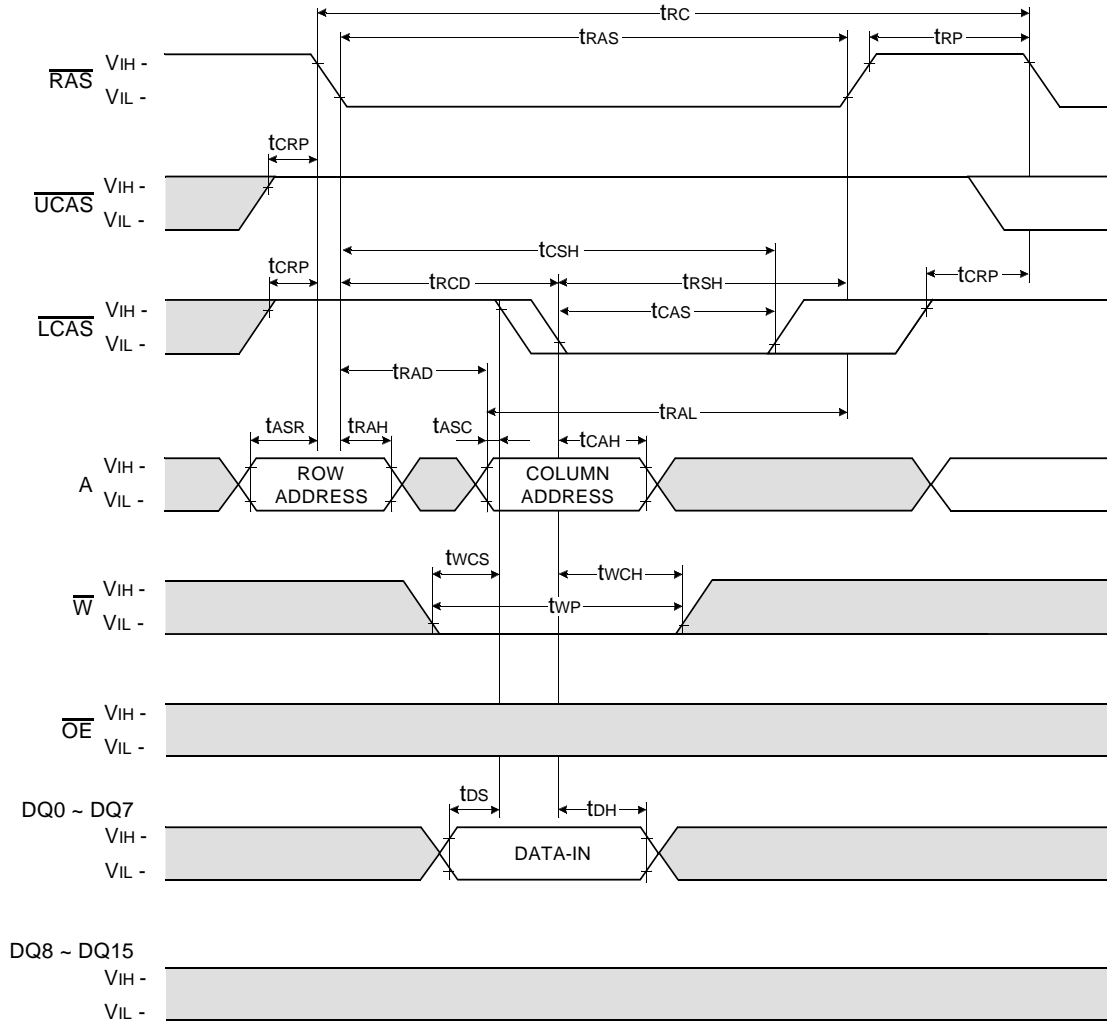 tRC
tRAS
tRP
RAS
VIH -
VIL -
tCRP
UCAS
VIH -
VIL -
tCSH
tCRP
tRCD
tRSH
tCRP
LCAS
VIH -
VIL -
tCAS
tRAD
tRAL
tASR
tRAH
tASC
tCAH
A
VIH -
VIL -
ROW
ADDRESS
COLUMN
ADDRESS
tWCS
tWCH
W
VIH -
VIL -
tWP
OE
VIH -
VIL -
tDS
tDH
DQ0 ~ DQ7
VIH -
VIL -
DATA-IN
DQ8 ~ DQ15
VIH -
VIL -